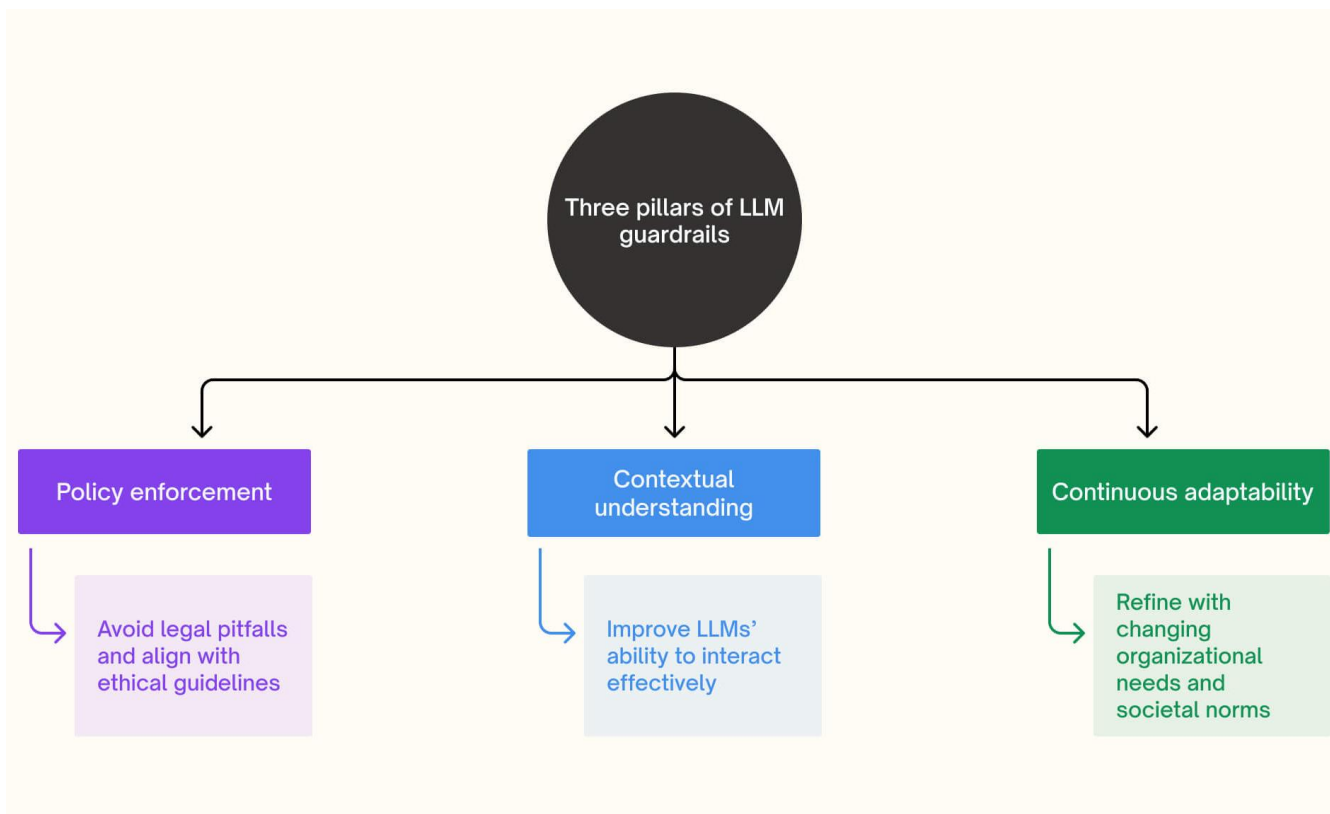 Three pillars of LLM
guardrails
Policy enforcement
Avoid legal pitfalls
and align with
ethical guidelines
Contextual
understanding
Improve LLMs’
ability to interact
effectively
Continuous adaptability
Refine with
changing
organizational
needs and
societal norms